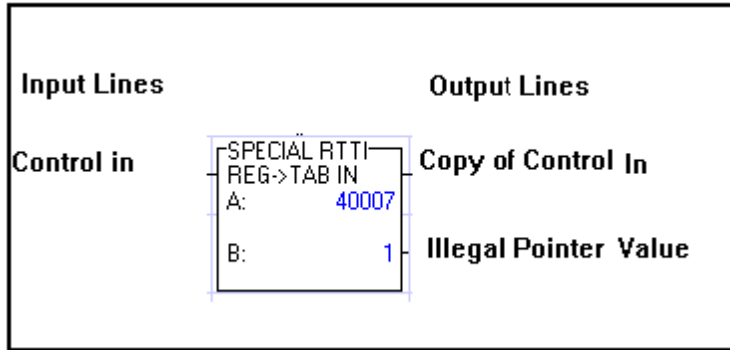 Input Lines
Output Lines
Control in
SPECIAL RTTI
REG->TAB IN
A: 40007
B: 1
Copy of Control In
Illegal Pointer Value